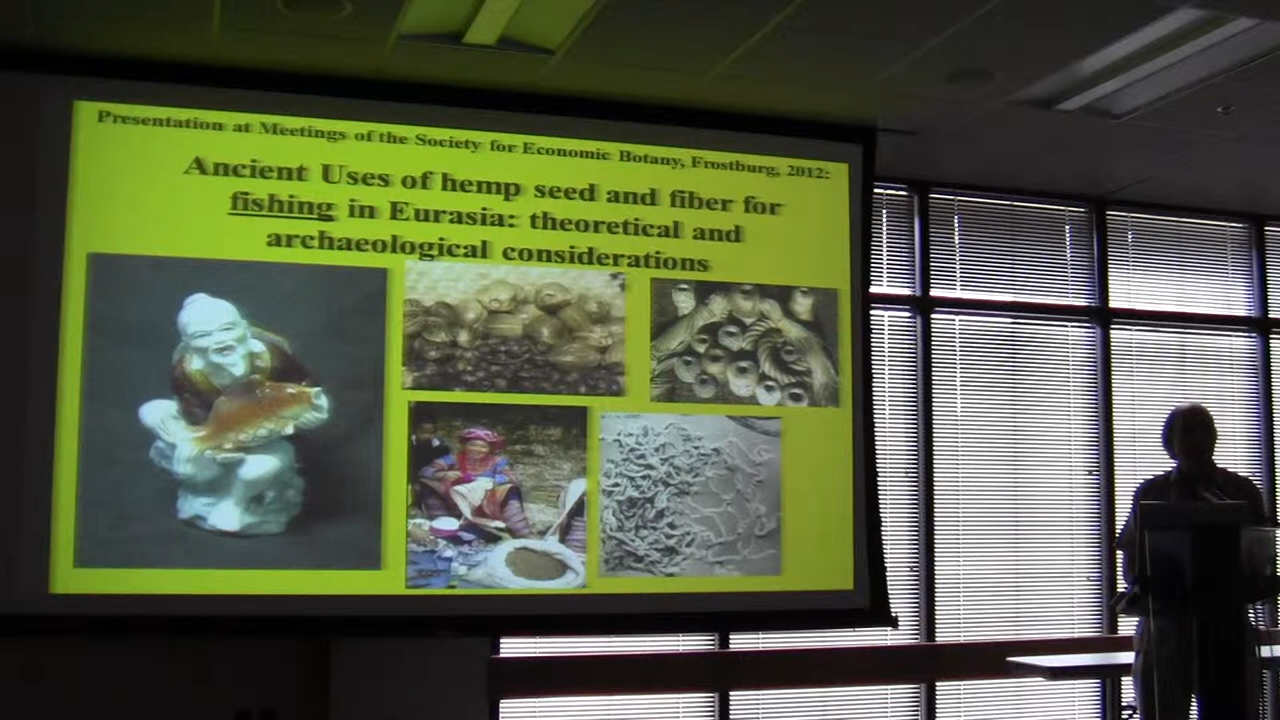 Presentation at Meetings of the Society for Economic Botany, Frostburg, 2012:
Ancient Uses of hemp seed and fiber for
fishing in Eurasia: theoretical and
archaeological considerations